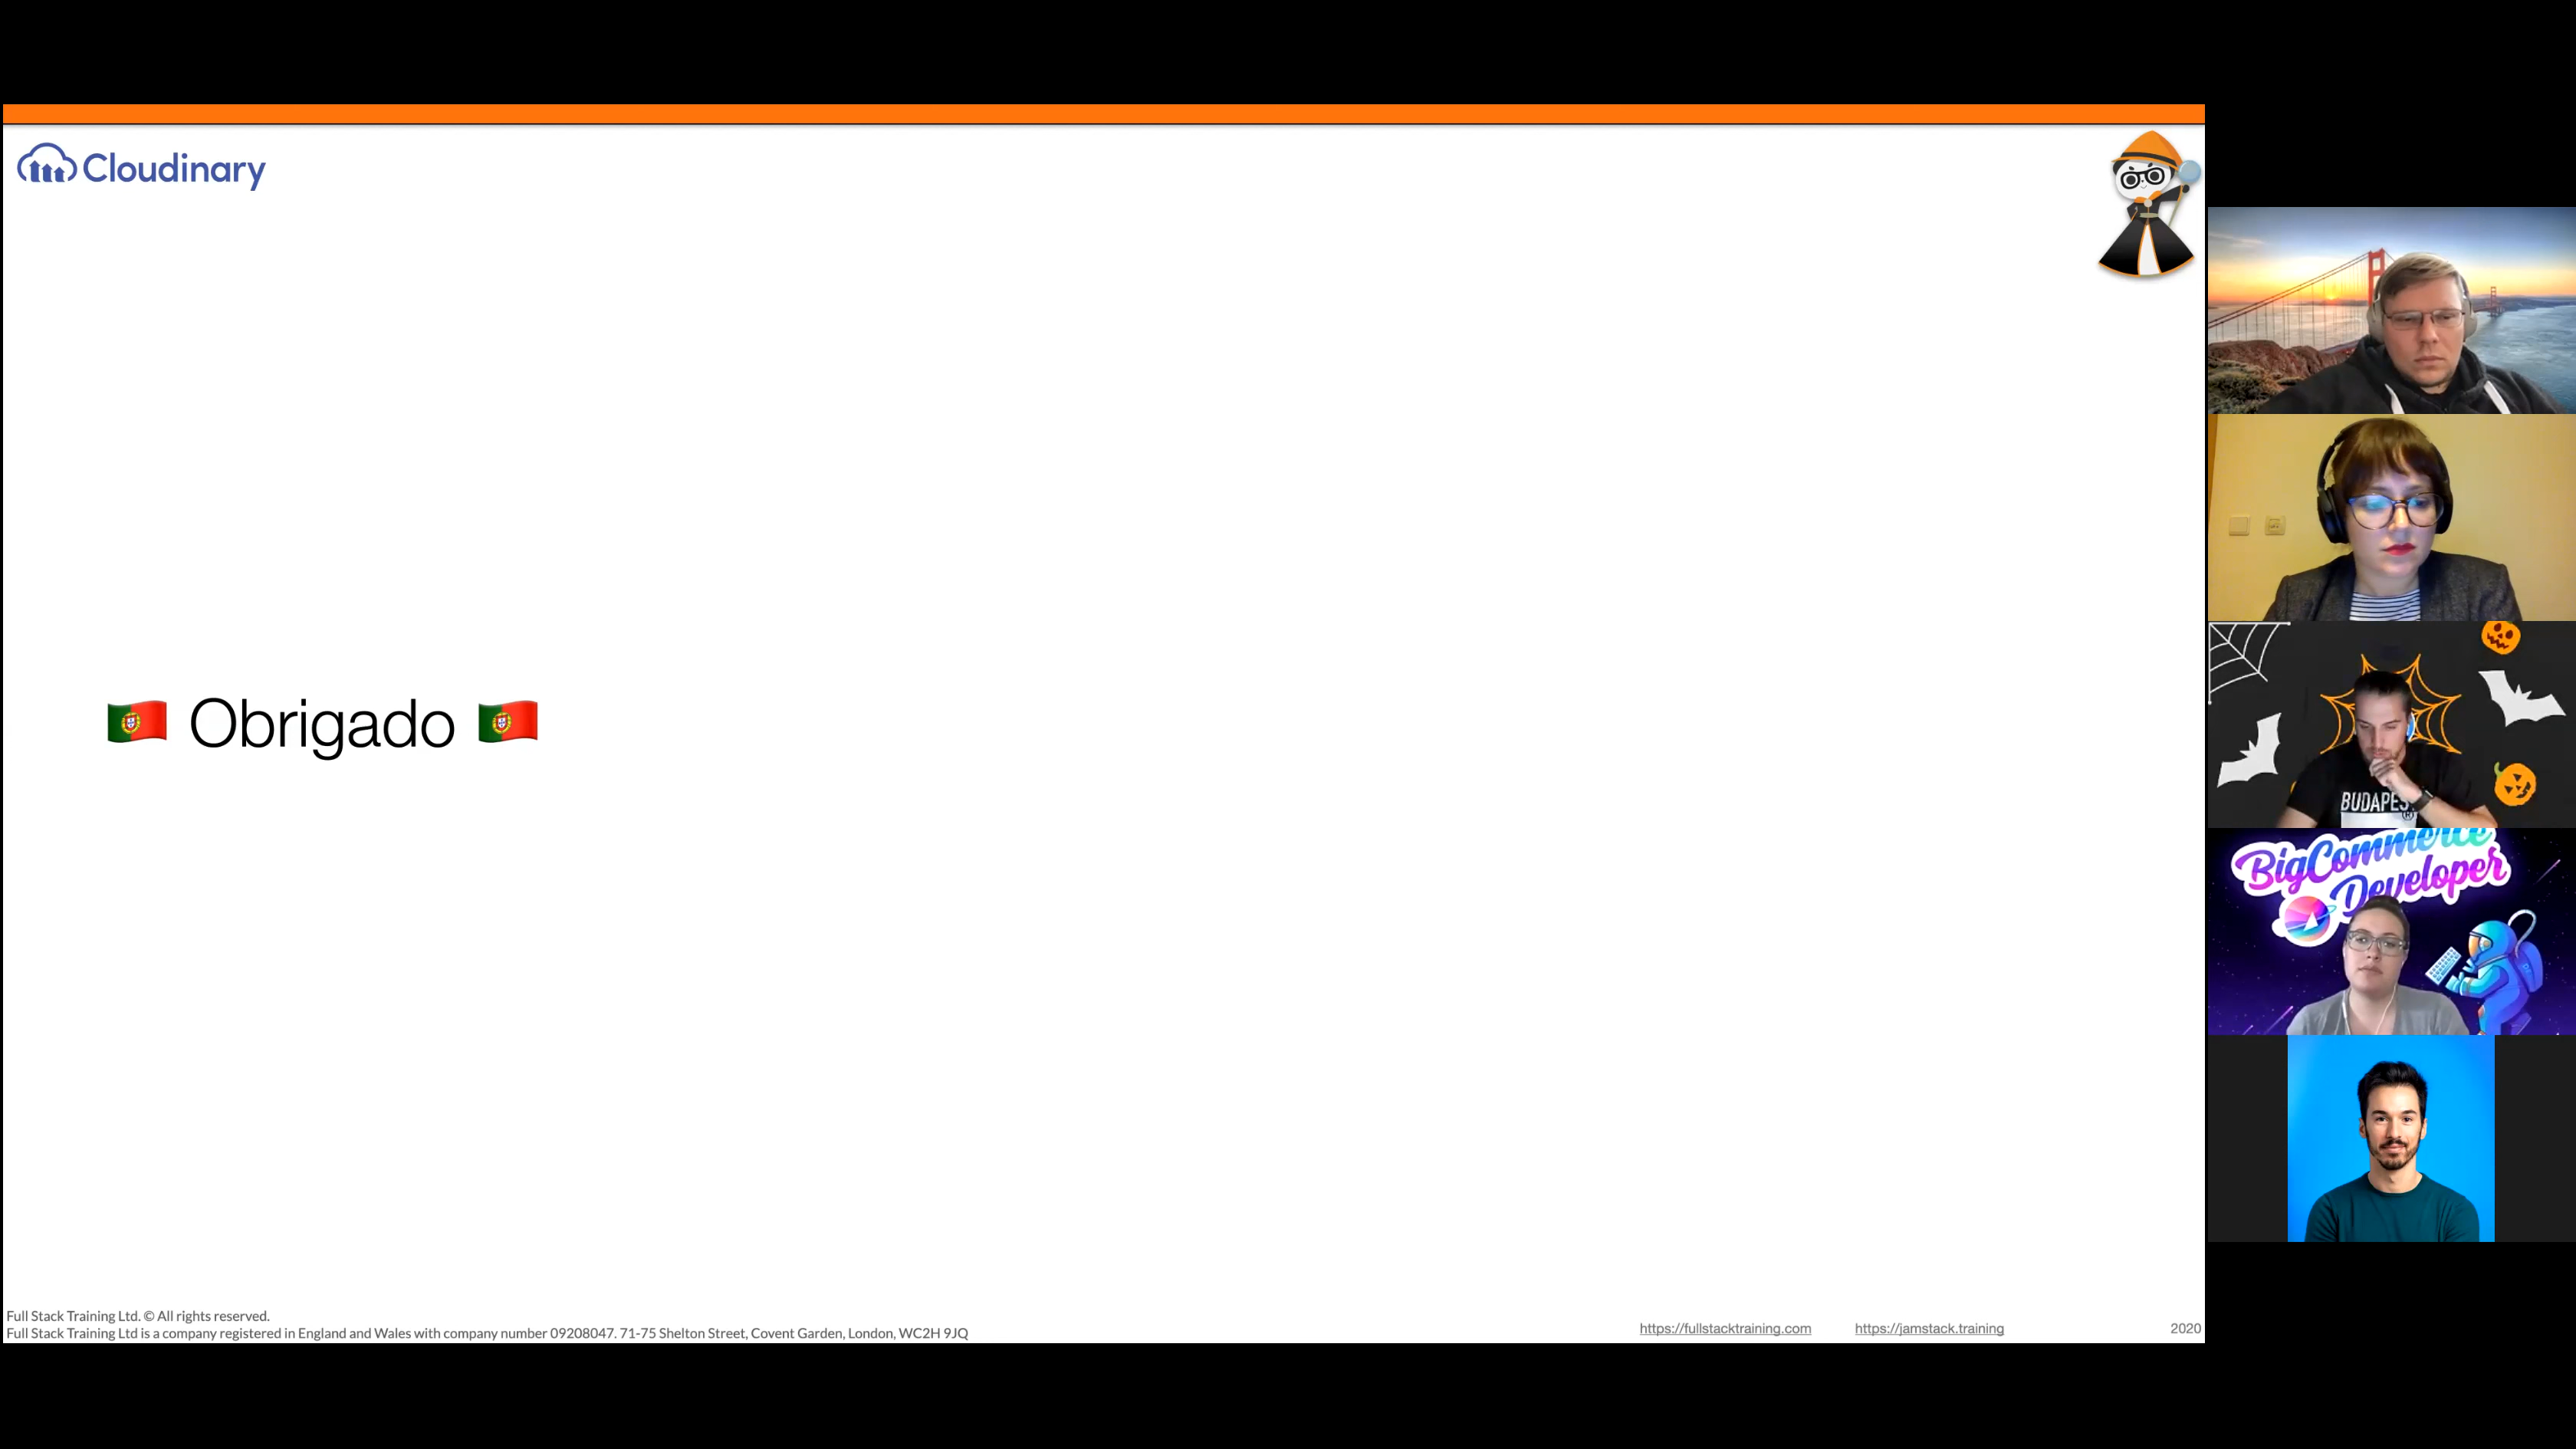 Cloudinary
🇵🇹 Obrigado 🇵🇹
BUDAPES
®
BigCommerce
Developer
Full Stack Training Ltd. © All rights reserved.
Full Stack Training Ltd is a company registered in England and Wales with company number 09208047. 71-75 Shelton Street, Covent Garden, London, WC2H 9JQ
https://fullstacktraining.com
https://jamstack.training
2020